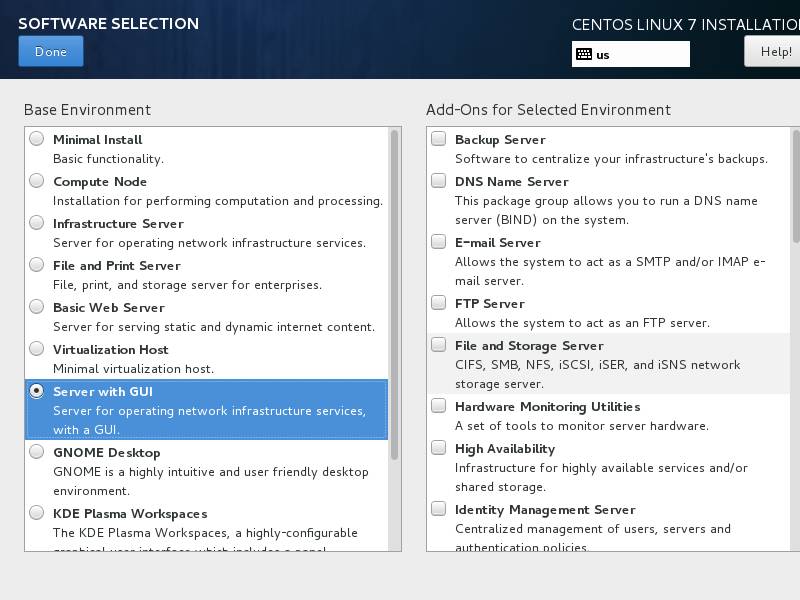 SOFTWARE SELECTION
CENTOS LINUX 7 INSTALLATIO
Done
us
Help!
Base Environment
Minimal Install
Basic functionality.
Compute Node
Installation for performing computation and processing.
Infrastructure Server
Server for operating network infrastructure services.
File and Print Server
File, print, and storage server for enterprises.
Basic Web Server
Server for serving static and dynamic internet content.
Virtualization Host
Minimal virtualization host.
Server with GUI
Server for operating network infrastructure services,
with a GUI.
GNOME Desktop
GNOME is a highly intuitive and user friendly desktop
environment.
KDE Plasma Workspaces
The KDE Plasma Workspaces, a highly-configurable
graphical user interface which includes a panel,
Add-Ons for Selected Environment
Backup Server
Software to centralize your infrastructure's backups.
DNS Name Server
This package group allows you to run a DNS name
server (BIND) on the system.
E-mail Server
Allows the system to act as a SMTP and/or IMAP e-
mail server.
FTP Server
Allows the system to act as an FTP server.
File and Storage Server
CIFS, SMB, NFS, iSCSI, iSER, and iSNS network
storage server.
Hardware Monitoring Utilities
A set of tools to monitor server hardware.
High Availability
Infrastructure for highly available services and/or
shared storage.
Identity Management Server
Centralized management of users, servers and
authentication policies.